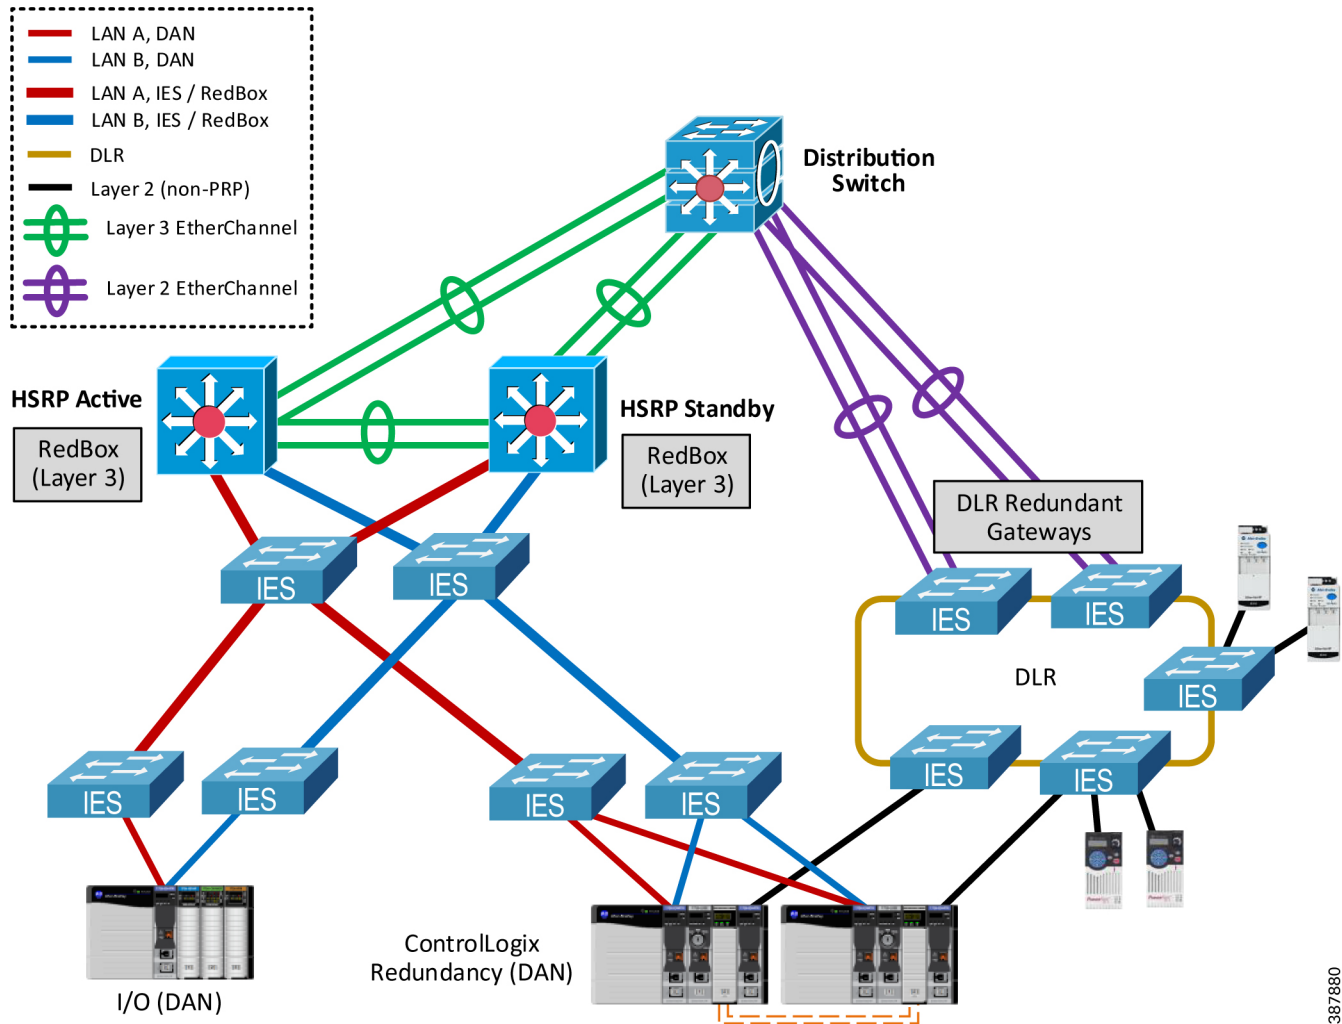 LAN A, DAN
LAN B, DAN
LAN A, IES / RedBox
LAN B, IES / RedBox
DLR
Layer 2 (non-PRP)
Layer 3 EtherChannel
Layer 2 EtherChannel
Distribution
Switch
HSRP Active
RedBox
(Layer 3)
HSRP Standby
RedBox
(Layer 3)
DLR Redundant
Gateways
IES
IES
IES
IES
DLR
IES
IES
IES
IES
IES
IES
IES
ControlLogix
Redundancy (DAN)
I/O (DAN)
387880